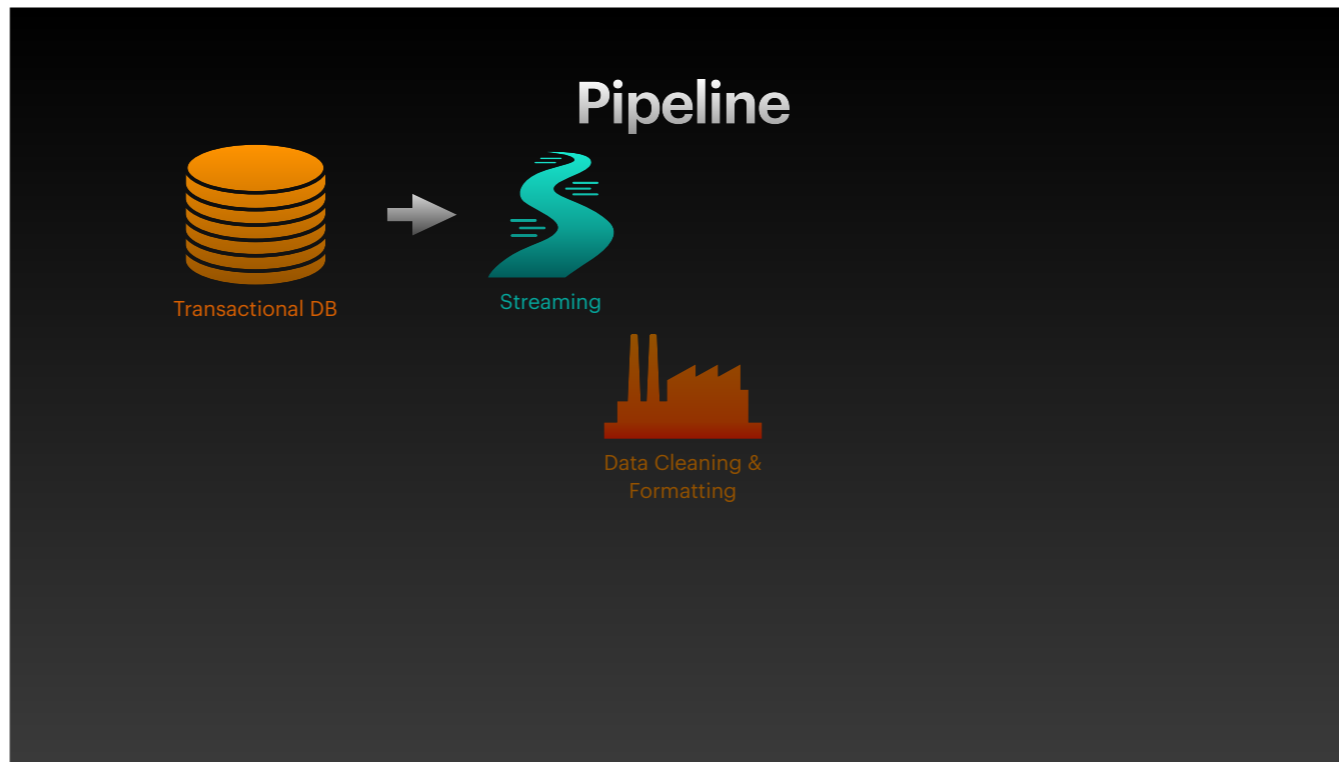 Pipeline
Transactional DB
Streaming
Data Cleaning &
Formatting